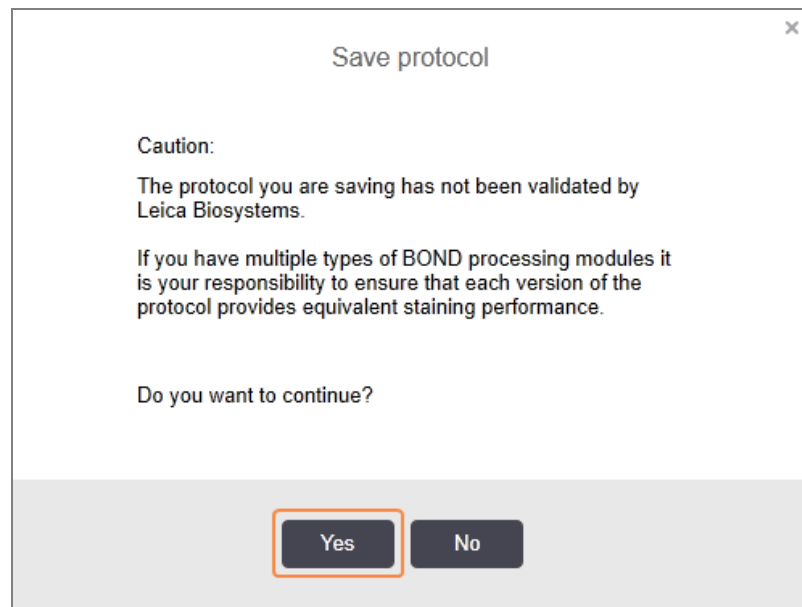 Save protocol
Caution:
The protocol you are saving has not been validated by
Leica Biosystems.
If you have multiple types of BOND processing modules it
is your responsibility to ensure that each version of the
protocol provides equivalent staining performance.
Do you want to continue?
Yes No